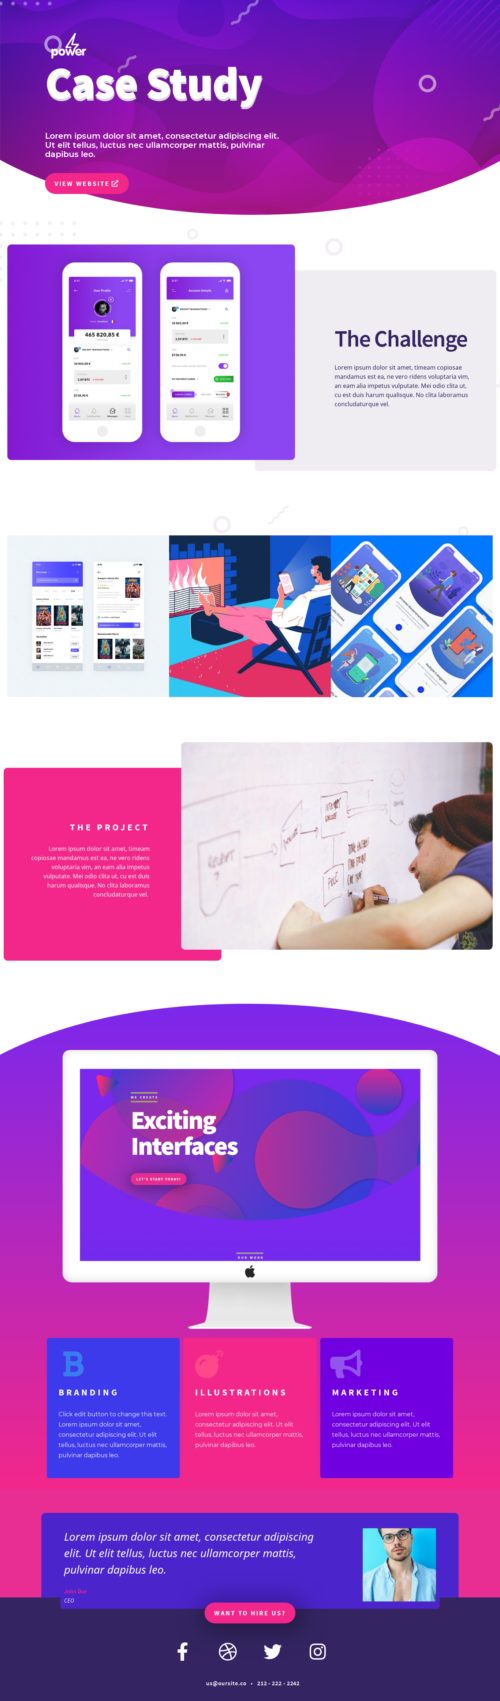 power
Case Study
Lorem ipsum dolor sit amet, consectetur adipiscing elit.
Ut elit tellus, luctus nec ullamcorper mattis, pulvinar
dapibus leo.
VIEW WEBSITE
465 820,85 €
The Challenge
Lorem ipsum dolor sit amet, ei choro
copiosae mandamus est ea, ne vero
ridens voluptaria vim,
an eam alia impetus vulputate. Mei odio clita ut,
cu est duis harum qualisque. No clita laboramus
concludaturque vel.
THE PROJECT
Lorem ipsum dolor sit amet,
copiosae mandamus est ea, ne vero ridens
voluptaria vim, an eam alia impetus
vulputate. Mei odio clita ut, cu est duis
harum qualisque. No clita laboramus
concludaturque vel.
WE CREATE
Exciting
Interfaces
LET'S START TODAY!
OUR WORK
BRANDING
Click edit button to change this text.
Lorem ipsum dolor sit amet,
consectetur adipiscing elit. Ut elit
tellus, luctus nec ullamcorper mattis,
pulvinar dapibus leo.
ILLUSTRATIONS
Lorem ipsum dolor sit amet,
consectetur adipiscing elit. Ut elit
tellus, luctus nec ullamcorper mattis,
pulvinar dapibus leo.
MARKETING
Lorem ipsum dolor sit amet,
consectetur adipiscing elit. Ut elit
tellus, luctus nec ullamcorper mattis,
pulvinar dapibus leo.
Lorem ipsum dolor sit amet, consectetur adipiscing
elit. Ut elit tellus, luctus nec ullamcorper mattis,
pulvinar dapibus leo.
John Doe
CEO
WANT TO HIRE US?
us@oursite.co • 212 - 222 - 2242